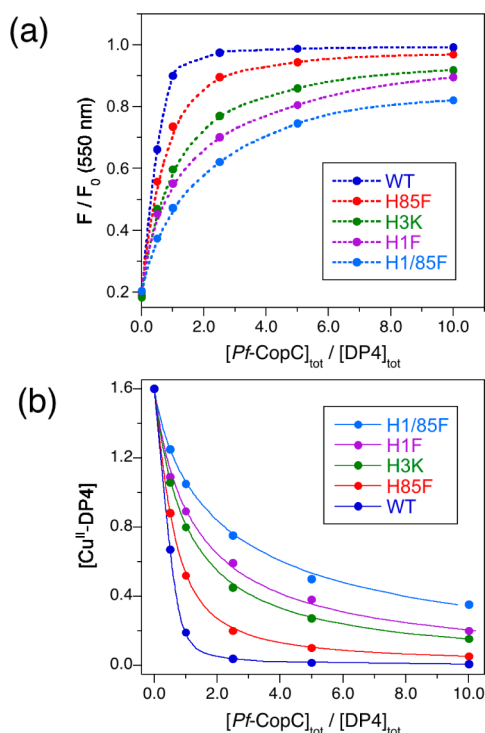 (a)
F / F₀ (550 nm)
1.0
0.8
0.6
0.4
0.2
WT
H85F
H3K
H1F
H1/85F
0.0 2.0 4.0 6.0 8.0 10.0
[Pf-CopC]tot / [DP4]tot
(b)
[Cuᴵᴵ-DP4]
1.6
1.2
0.8
0.4
0.0
H1/85F
H1F
H3K
H85F
WT
0.0 2.0 4.0 6.0 8.0 10.0
[Pf-CopC]tot / [DP4]tot